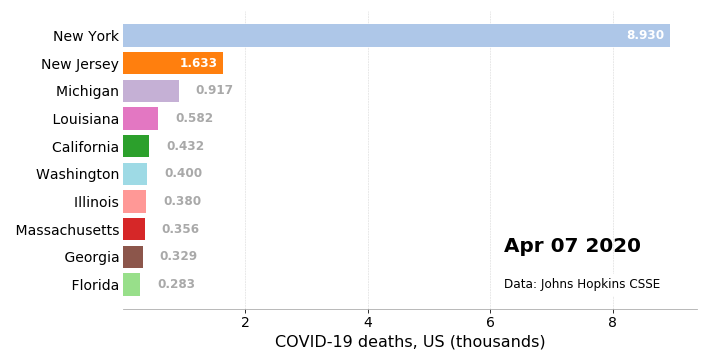 New York 8.930
New Jersey 1.633
Michigan 0.917
Louisiana 0.582
California 0.432
Washington 0.400
Illinois 0.380
Massachusetts 0.356
Georgia 0.329
Florida 0.283
Apr 07 2020
Data: Johns Hopkins CSSE
2 4 6 8
COVID-19 deaths, US (thousands)